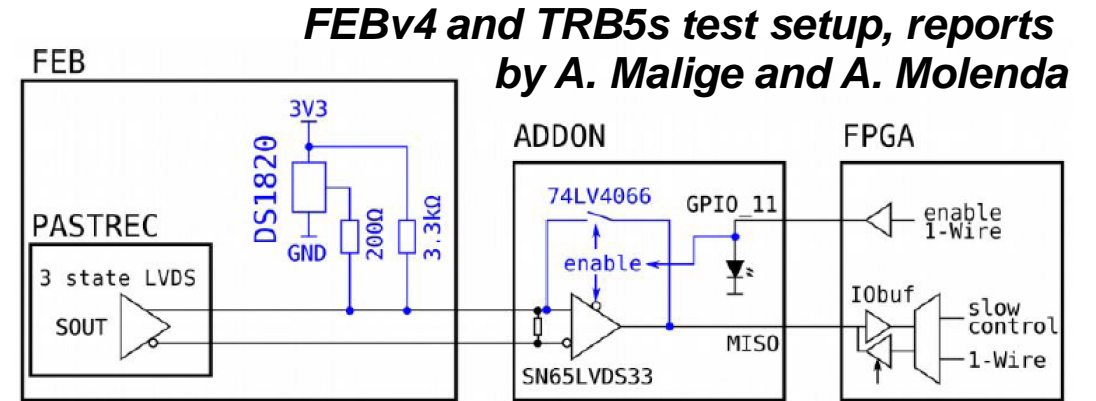 FEBv4 and TRB5s test setup, reports
by A. Malige and A. Molenda
FEB
3V3
DS1820
GND
200Ω
3.3kΩ
PASTREC
3 state LVDS
SOUT
ADDON
74LV4066
GPIO_11
enable
MISO
SN65LVDS33
FPGA
enable
1-Wire
IObuf
slow
control
1-Wire